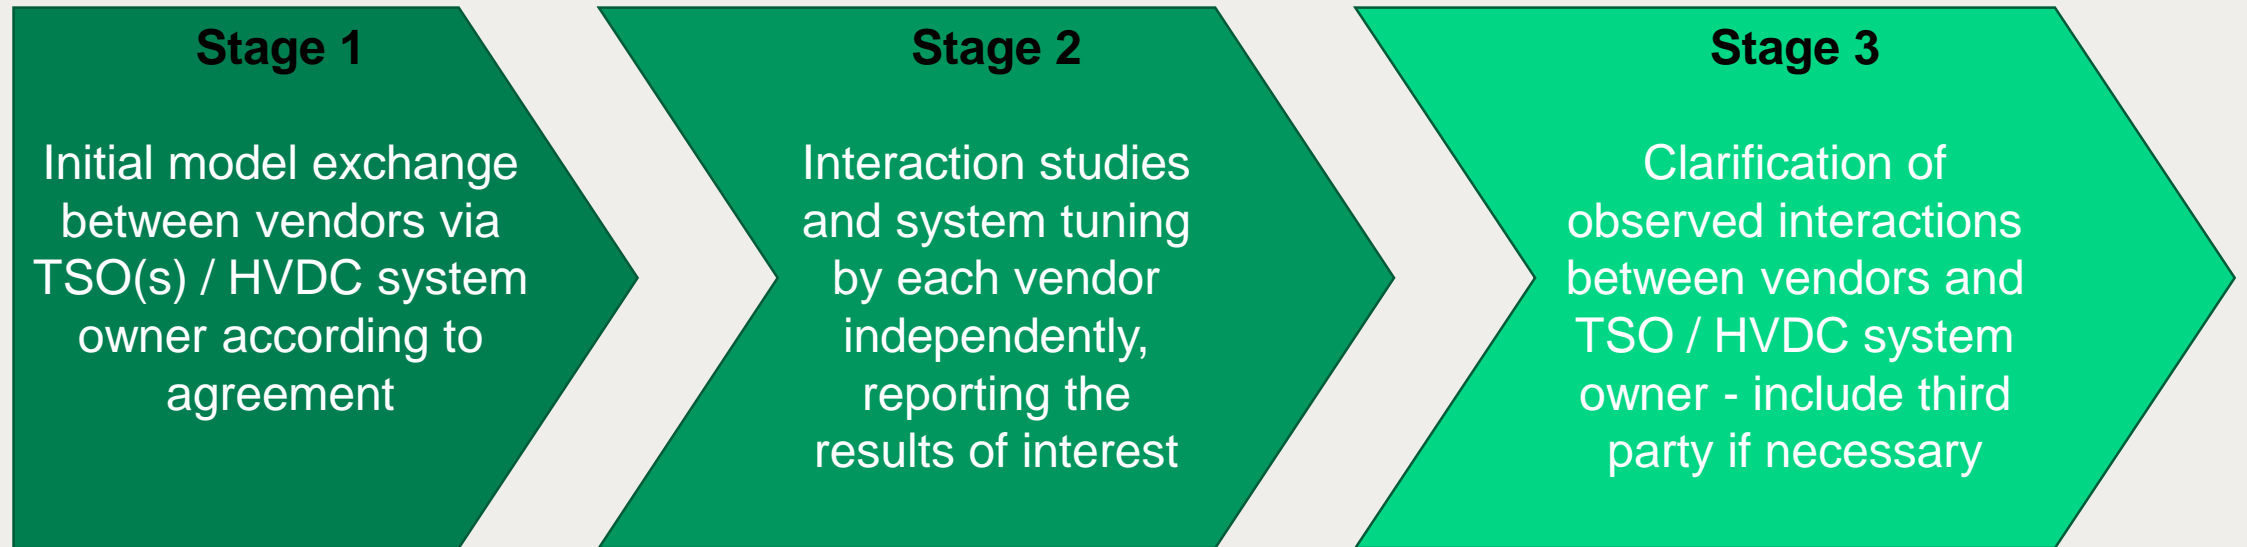 Stage 1
Initial model exchange
between vendors via
TSO(s) / HVDC system
owner according to
agreement
Stage 2
Interaction studies
and system tuning
by each vendor
independently,
reporting the
results of interest
Stage 3
Clarification of
observed interactions
between vendors and
TSO / HVDC system
owner - include third
party if necessary